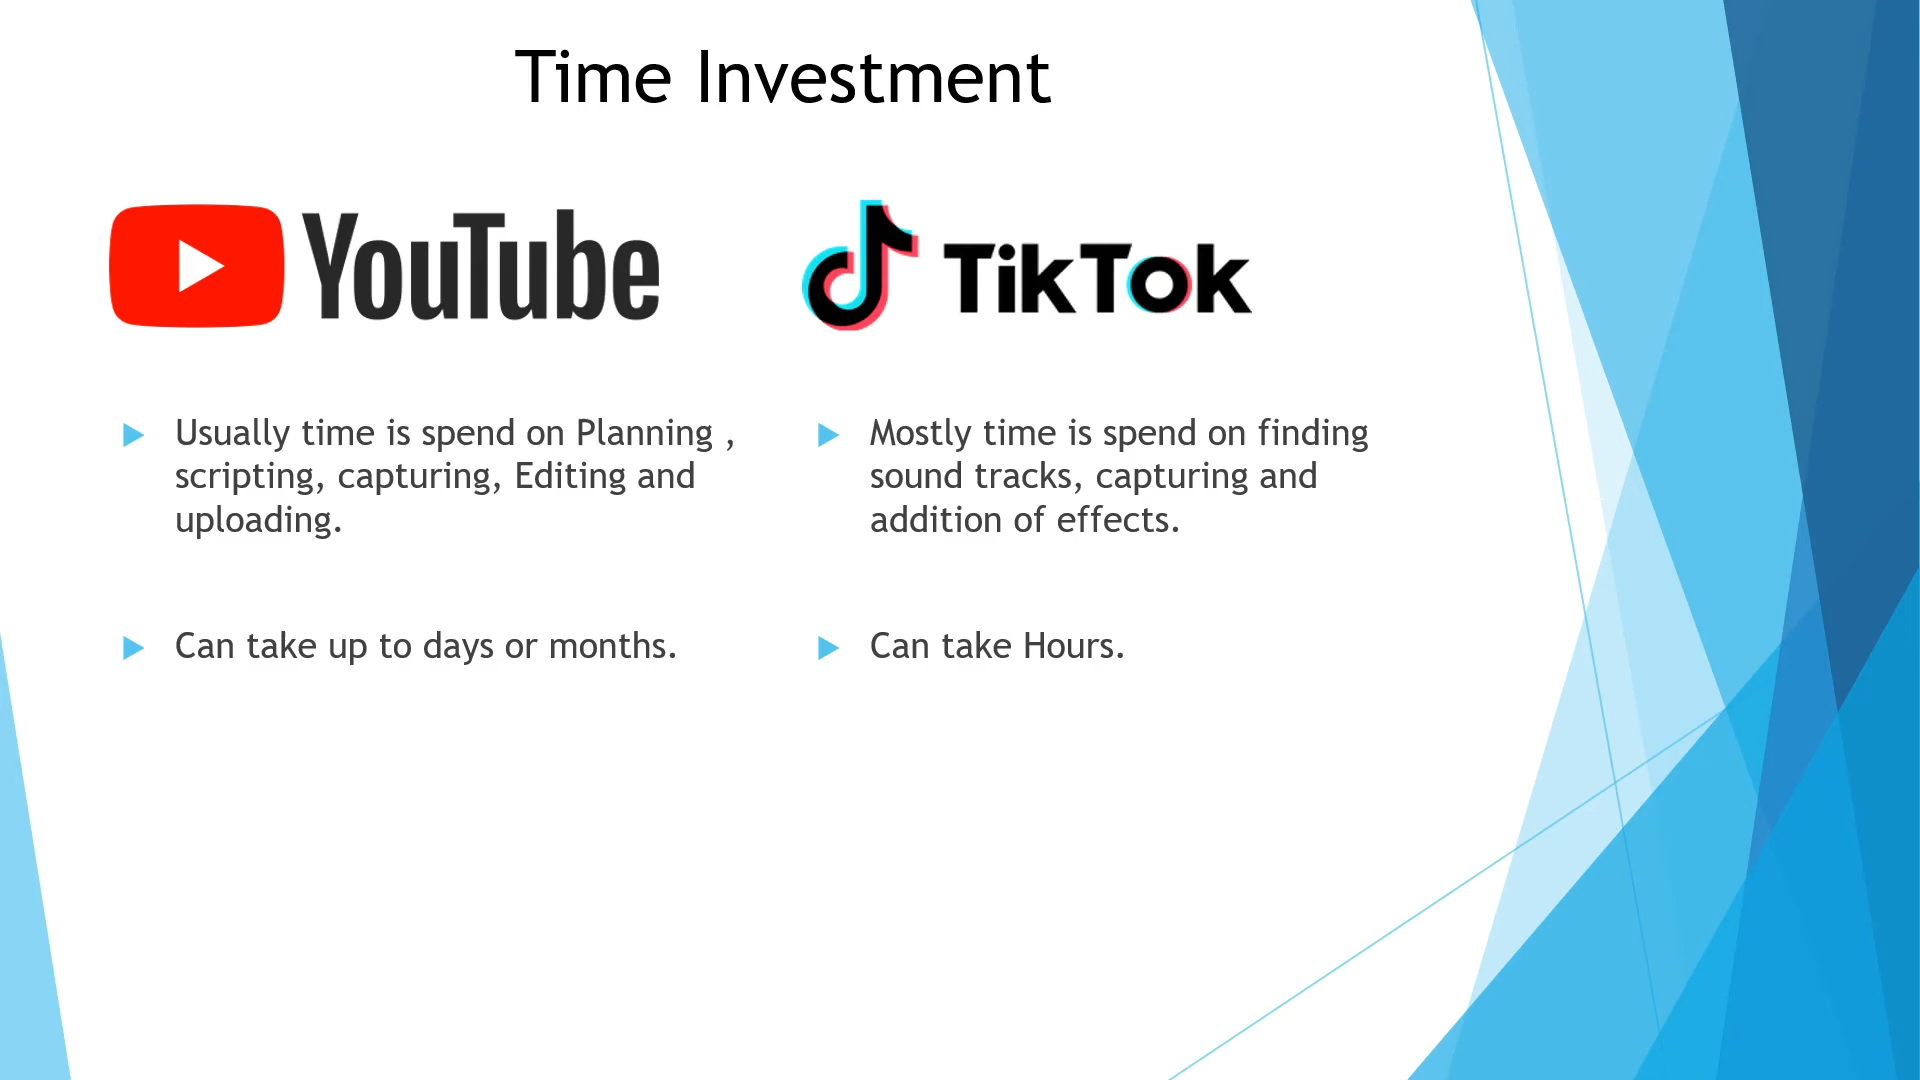 Time Investment
YouTube
TikTok
Usually time is spend on Planning ,
scripting, capturing, Editing and
uploading.
Can take up to days or months.
Mostly time is spend on finding
sound tracks, capturing and
addition of effects.
Can take Hours.